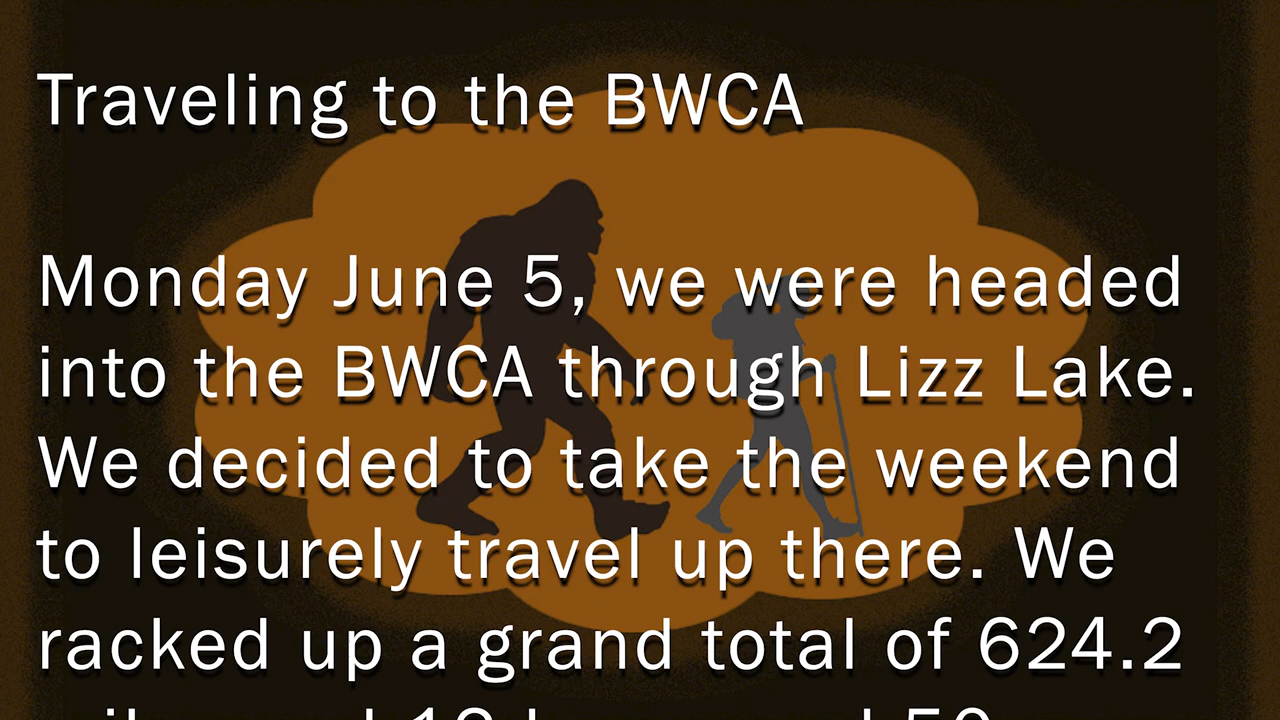 Traveling to the BWCA
Monday June 5, we were headed
into the BWCA through Lizz Lake.
We decided to take the weekend
to leisurely travel up there. We
racked up a grand total of 624.2